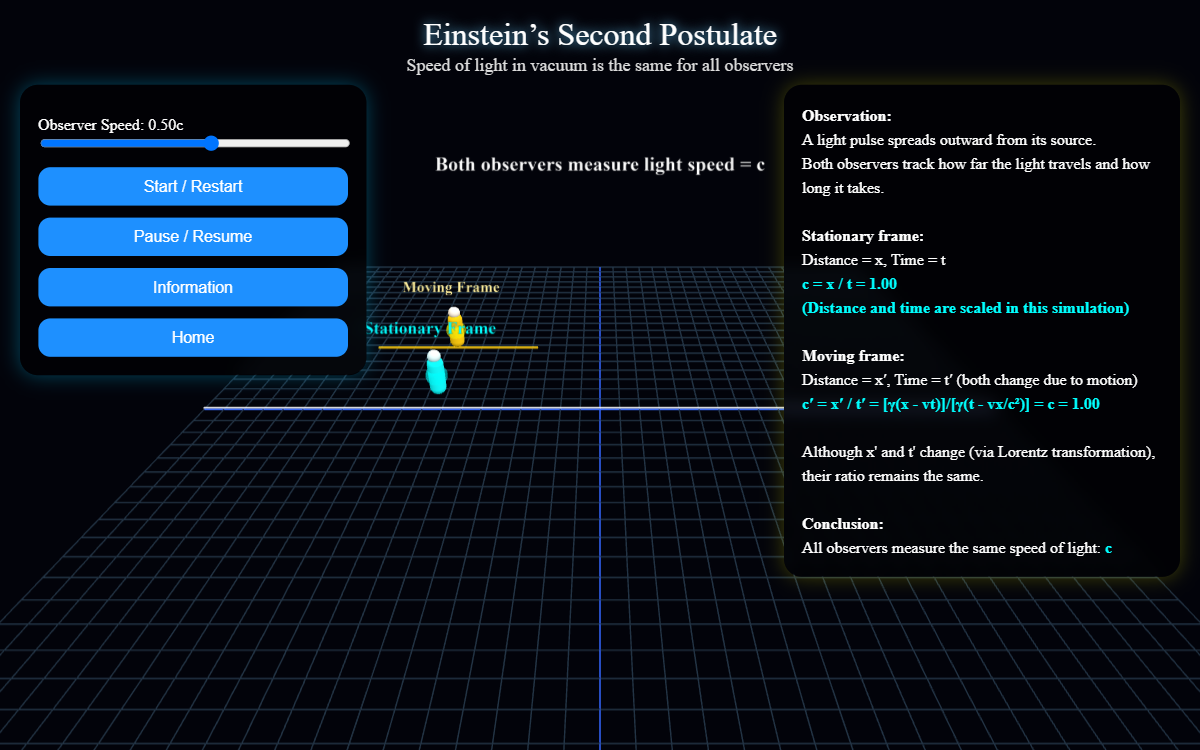 Einstein’s Second Postulate
Speed of light in vacuum is the same for all observers
Observer Speed: 0.50c
Start / Restart
Pause / Resume
Information
Home
Both observers measure light speed = c
Moving Frame
Stationary Frame
Observation:
A light pulse spreads outward from its source.
Both observers track how far the light travels and how
long it takes.
Stationary frame:
Distance = x, Time = t
c = x / t = 1.00
(Distance and time are scaled in this simulation)
Moving frame:
Distance = x′, Time = t′ (both change due to motion)
c′ = x′ / t′ = [γ(x - vt)]/[γ(t - vx/c²)] = c = 1.00
Although x' and t' change (via Lorentz transformation),
their ratio remains the same.
Conclusion:
All observers measure the same speed of light: c